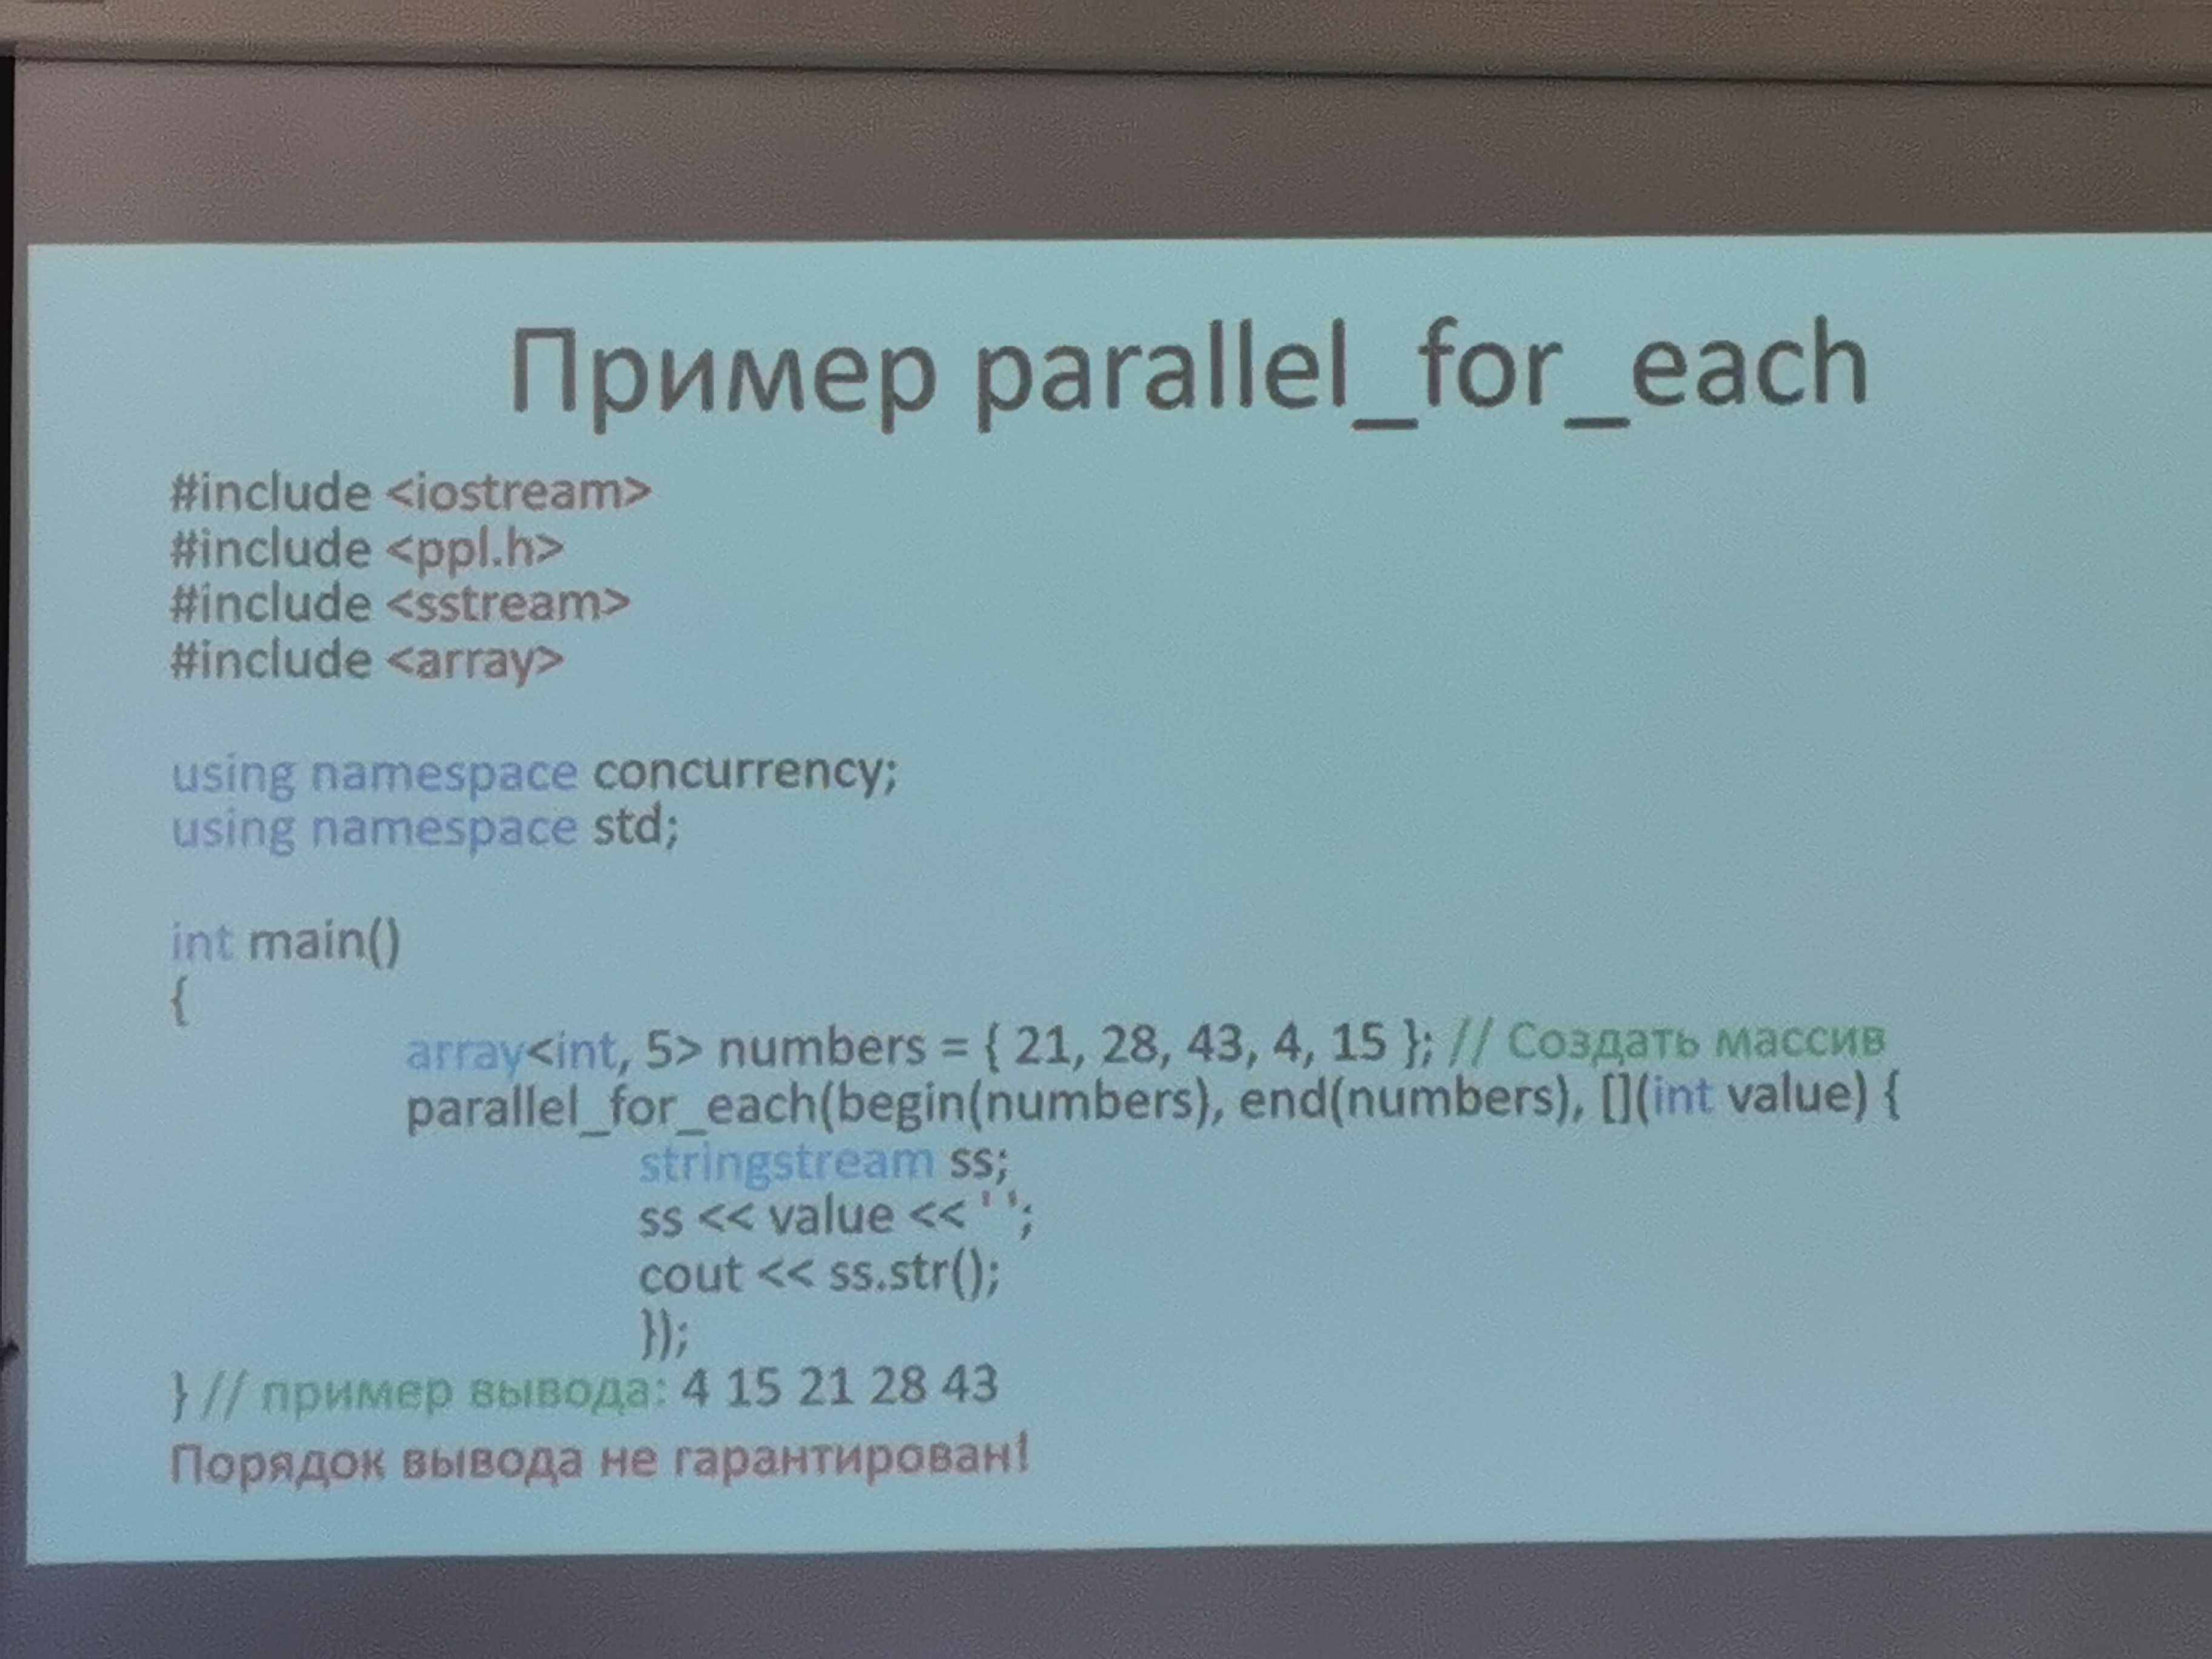 Пример parallel_for_each
#include <iostream>
#include <ppl.h>
#include <sstream>
#include <array>
using namespace concurrency;
using namespace std;
int main()
{
array<int, 5> numbers = { 21, 28, 43, 4, 15 }; // Создать массив
parallel_for_each(begin(numbers), end(numbers), [](int value) {
stringstream ss;
ss << value << ' ';
cout << ss.str();
});
} // пример вывода: 4 15 21 28 43
Порядок вывода не гарантирован!